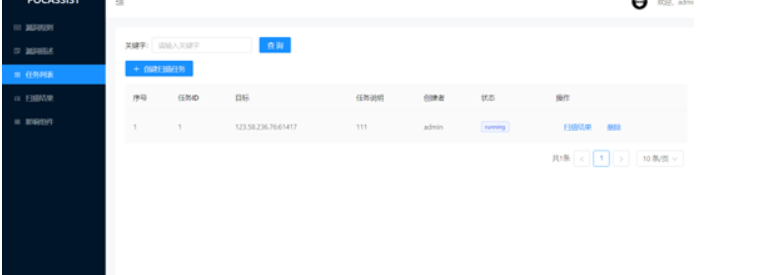 POCASSIST
欢迎, admin
漏洞规则
漏洞描述
任务列表
扫描结果
影响组件
关键字: 请输入关键字 查 询
+ 创建扫描任务
序号 任务ID 目标 任务说明 创建者 状态 操作
1 1 123.58.236.76:61417 111 admin running 扫描结果 删除
共1条 < 1 > 10 条/页